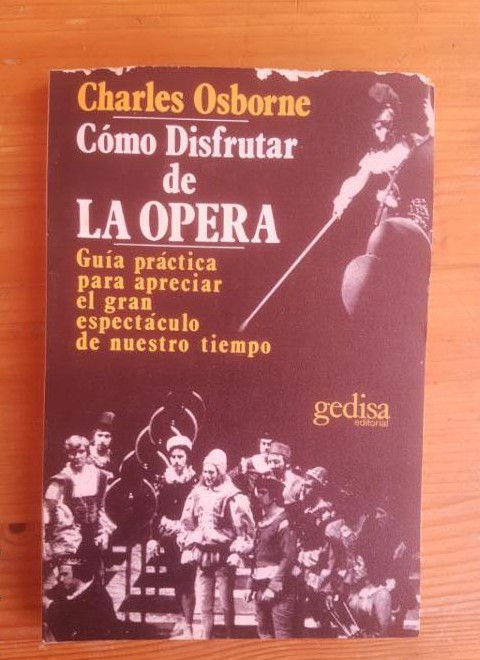 Charles Osborne
Cómo Disfrutar
de
LA OPERA
Guía práctica
para apreciar
el gran
espectáculo
de nuestro tiempo
gedisa
editorial